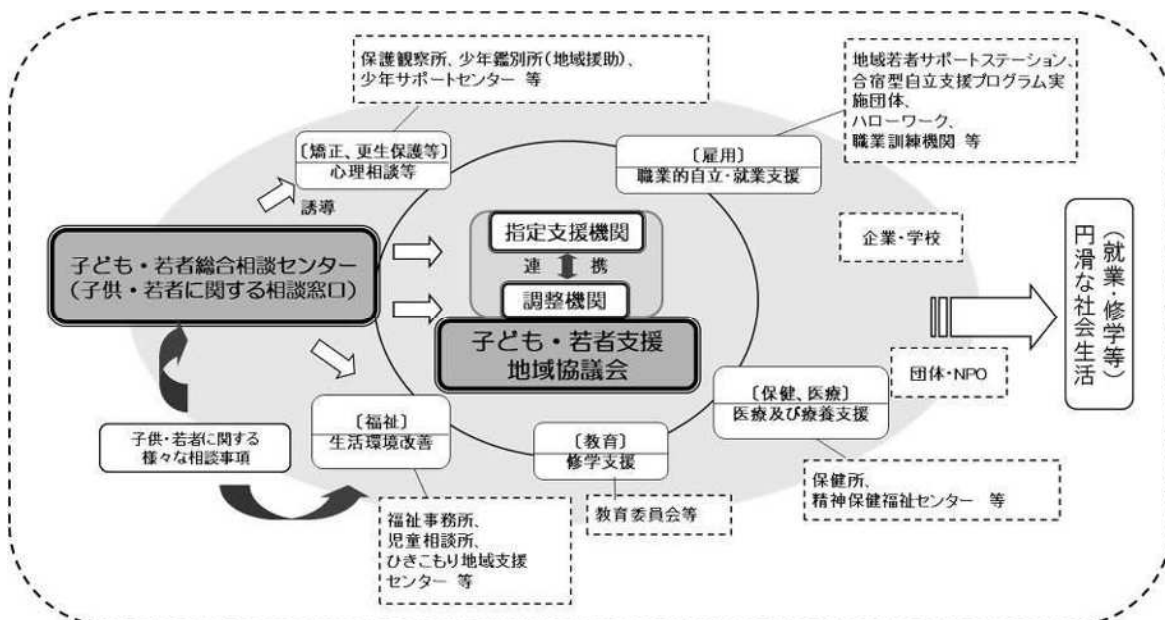 保護観察所、少年鑑別所(地域援助)、
少年サポートセンター 等
地域若者サポートステーション、
合宿型自立支援プログラム実
施団体、
ハローワーク、
職業訓練機関 等
〔矯正、更生保護等〕
心理相談等
〔雇用〕
職業的自立・就業支援
誘導
子ども・若者総合相談センター
(子供・若者に関する相談窓口)
指定支援機関
連 携
調整機関
子ども・若者支援
地域協議会
企業・学校
団体・NPO
円滑な社会生活
(就業・修学等)
〔保健、医療〕
医療及び療養支援
〔福祉〕
生活環境改善
〔教育〕
修学支援
子供・若者に関する
様々な相談事項
保健所、
精神保健福祉センター 等
教育委員会等
福祉事務所、
児童相談所、
ひきこもり地域支援
センター 等